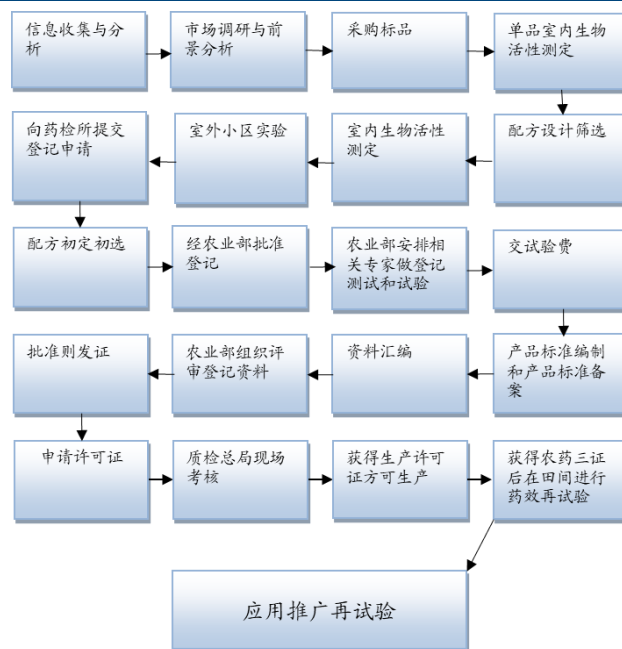 信息收集与分
析
市场调研与前
景分析
采购标品
单品室内生物
活性测定
向药检所提交
登记申请
室外小区实验
室内生物活性
测定
配方设计筛选
配方初定初选
经农业部批准
登记
农业部安排相
关专家做登记
测试和试验
交试验费
批准则发证
农业部组织评
审登记资料
资料汇编
产品标准编制
和产品标准备
案
申请许可证
质检总局现场
考核
获得生产许可
证方可生产
获得农药三证
后在田间进行
药效再试验
应用推广再试验